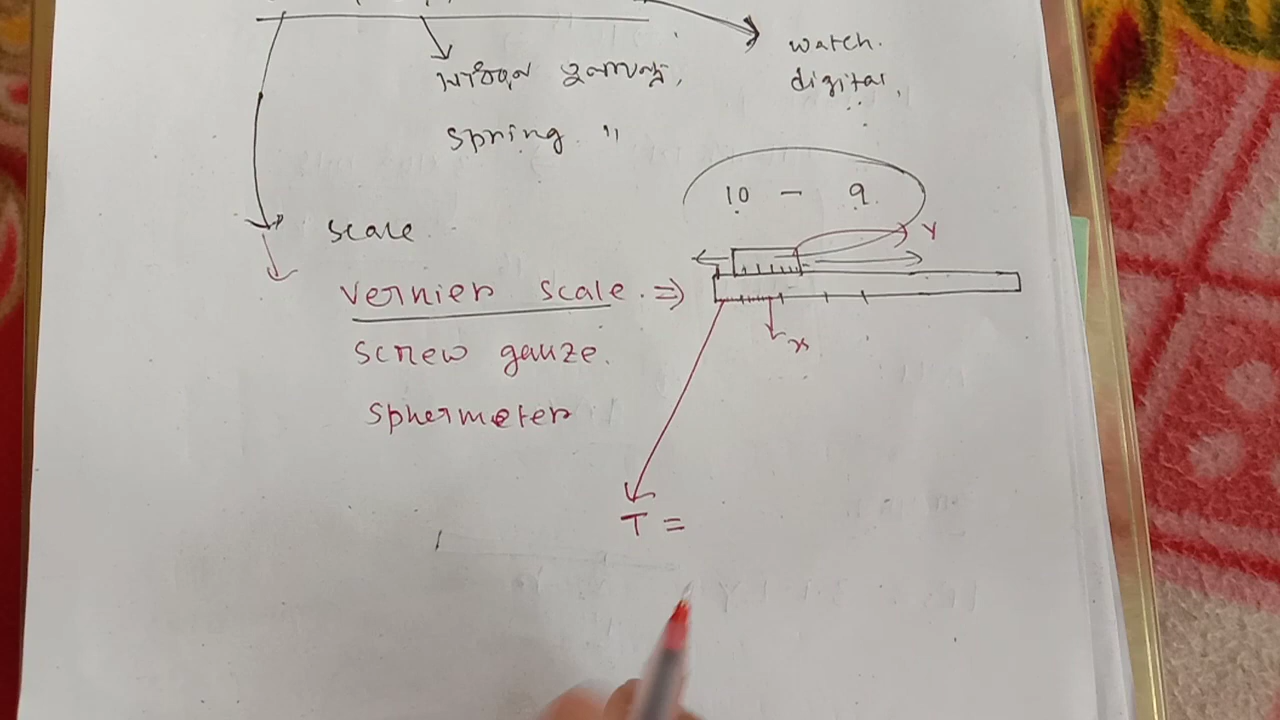 watch.
digital,
spring. "
10 - 9
scale
Y
vernier scale. ⇒
x
screw gauze.
sphermeter
T =